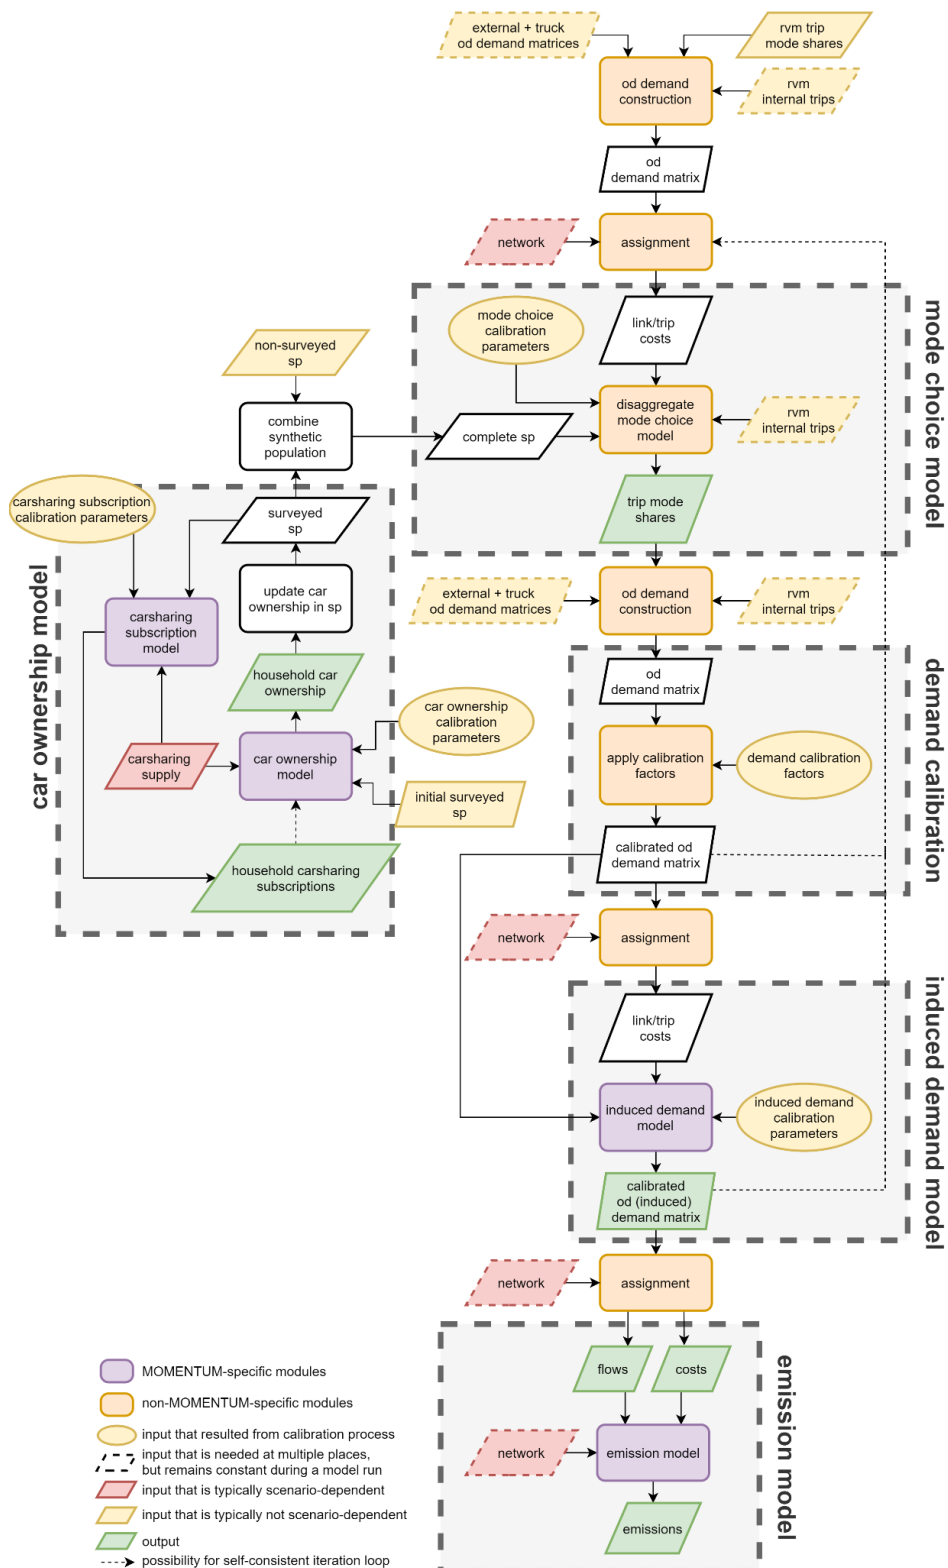 external + truck
od demand matrices
rvm trip
mode shares
od demand
construction
rvm
internal trips
od
demand matrix
network
assignment
mode choice model
mode choice
calibration
parameters
link/trip
costs
non-surveyed
sp
combine
synthetic
population
complete sp
disaggregate
mode choice
model
rvm
internal trips
trip mode
shares
car ownership model
carsharing subscription
calibration parameters
surveyed
sp
carsharing
subscription
model
update car
ownership in sp
household car
ownership
car ownership
calibration
parameters
carsharing
supply
car ownership
model
initial surveyed
sp
household carsharing
subscriptions
external + truck
od demand matrices
od demand
construction
rvm
internal trips
demand calibration
od
demand matrix
apply calibration
factors
demand calibration
factors
calibrated od
demand matrix
network
assignment
induced demand model
link/trip
costs
induced demand
model
induced demand
calibration
parameters
calibrated
od (induced)
demand matrix
network
assignment
emission model
flows
costs
network
emission model
emissions
MOMENTUM-specific modules
non-MOMENTUM-specific modules
input that resulted from calibration process
input that is needed at multiple places,
but remains constant during a model run
input that is typically scenario-dependent
input that is typically not scenario-dependent
output
possibility for self-consistent iteration loop